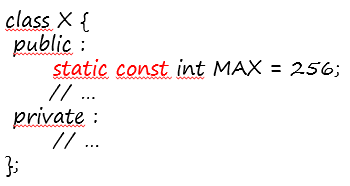 class X {
public :
static const int MAX = 256;
// ...
private :
// ...
};